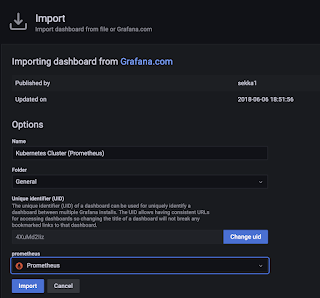 Import
Import dashboard from file or Grafana.com
Importing dashboard from Grafana.com
Published by sekka1
Updated on 2018-06-06 18:51:56
Options
Name
Kubernetes Cluster (Prometheus)
Folder
General
Unique identifier (UID)
The unique identifier (UID) of a dashboard can be used for uniquely identify a
dashboard between multiple Grafana installs. The UID allows having consistent URLs
for accessing dashboards so changing the title of a dashboard will not break any
bookmarked links to that dashboard.
Change uid
prometheus
Prometheus
Import Cancel